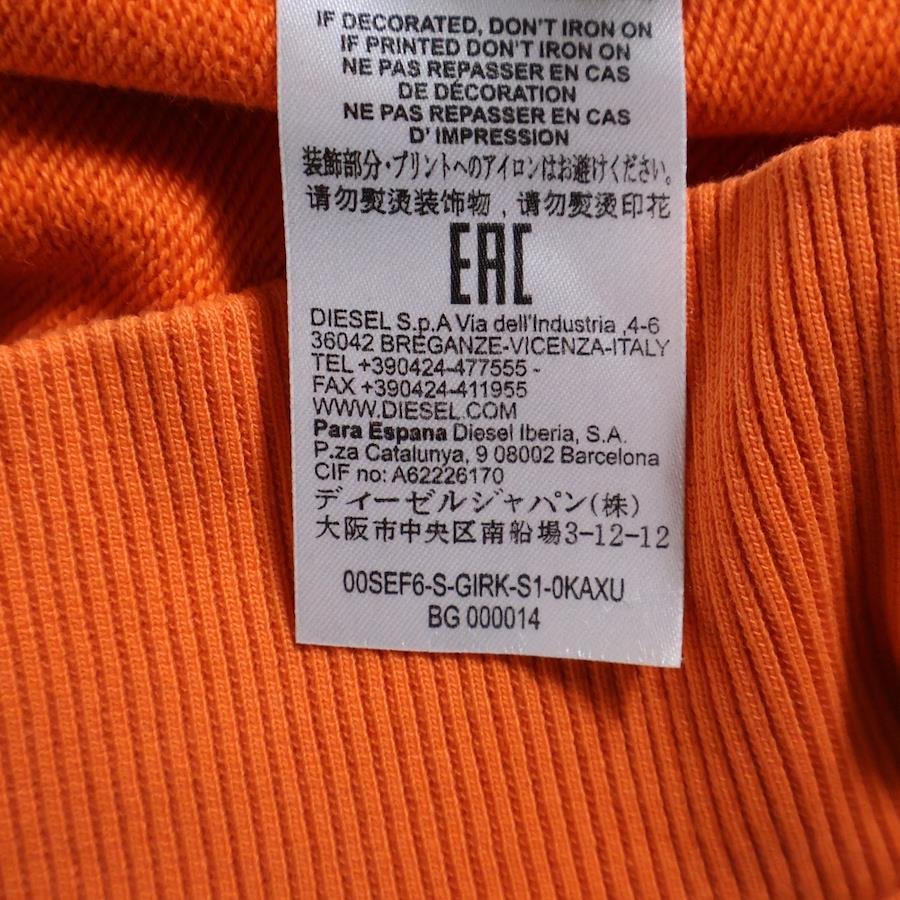 IF DECORATED, DON'T IRON ON
IF PRINTED DON'T IRON ON
NE PAS REPASSER EN CAS
DE DÉCORATION
NE PAS REPASSER EN CAS
D' IMPRESSION
装飾部分・プリントへのアイロンはお避けください。
请勿熨烫装饰物，请勿熨烫印花
EAC
DIESEL S.p.A Via dell'Industria ,4-6
36042 BREGANZE-VICENZA-ITALY
TEL +390424-477555 -
FAX +390424-411955
WWW.DIESEL.COM
Para Espana Diesel Iberia, S.A.
P.za Catalunya, 9 08002 Barcelona
CIF no: A62226170
ディーゼルジャパン(株)
大阪市中央区南船場3-12-12
00SEF6-S-GIRK-S1-0KAXU
BG 000014